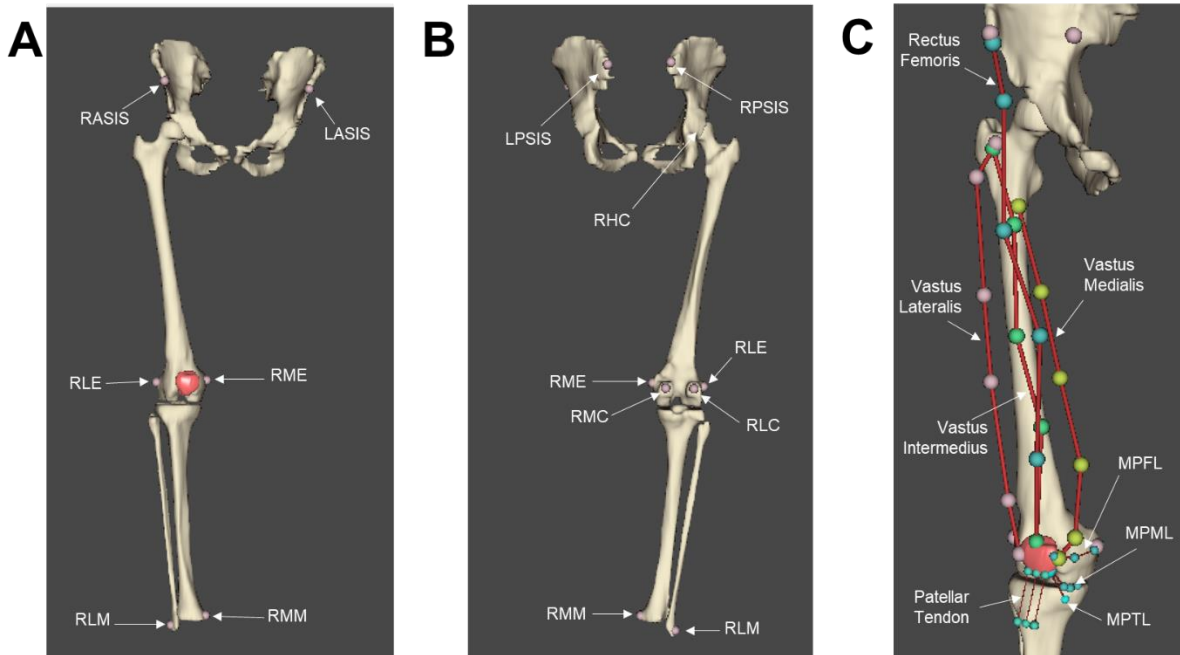 A
RASIS
LASIS
RLE
RME
RLM
RMM
B
LPSIS
RPSIS
RHC
RLE
RME
RMC
RLC
RMM
RLM
C
Rectus
Femoris
Vastus
Medialis
Vastus
Lateralis
Vastus
Intermedius
MPFL
MPML
Patellar
Tendon
MPTL